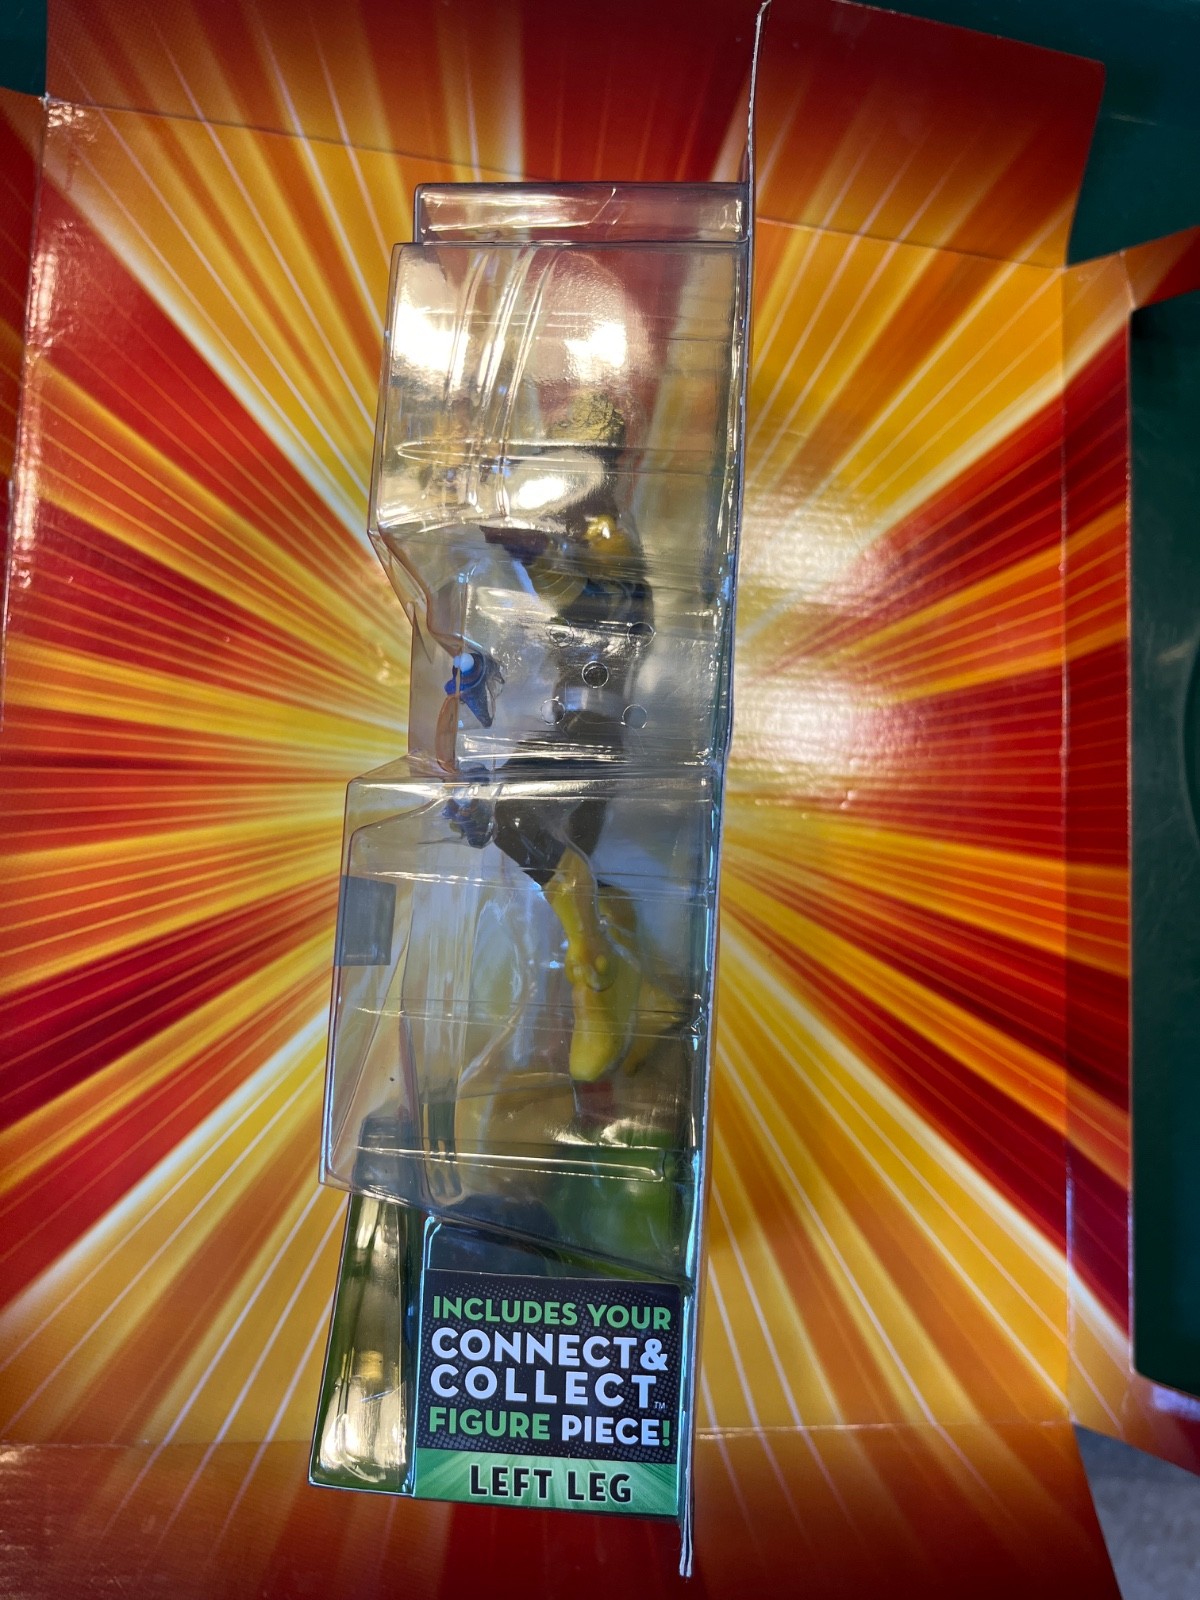 INCLUDES YOUR
CONNECT&
COLLECT™
FIGURE PIECE!
LEFT LEG